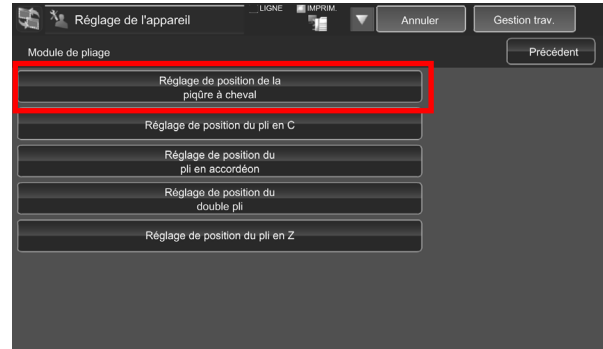 Réglage de l'appareil
__LIGNE
IMPRIM.
Annuler
Gestion trav.
Module de pliage
Précédent
Réglage de position de la
piqûre à cheval
Réglage de position du pli en C
Réglage de position du
pli en accordéon
Réglage de position du
double pli
Réglage de position du pli en Z